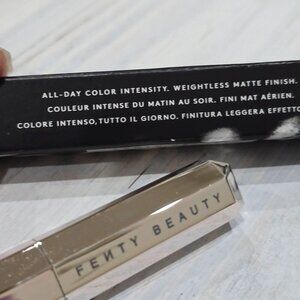 ALL-DAY COLOR INTENSITY. WEIGHTLESS MATTE FINISH.
COULEUR INTENSE DU MATIN AU SOIR. FINI MAT AÉRIEN.
COLORE INTENSO, TUTTO IL GIORNO. FINITURA LEGGERA EFFETTO
FENTY BEAUTY